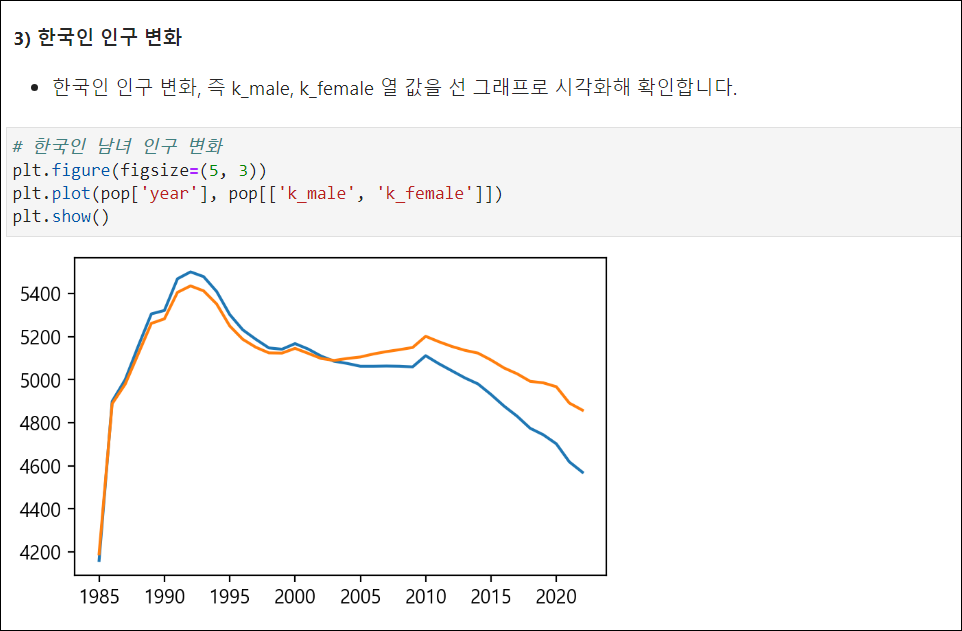 3) 한국인 인구 변화
• 한국인 인구 변화, 즉 k_male, k_female 열 값을 선 그래프로 시각화해 확인합니다.
# 한국인 남녀 인구 변화
plt.figure(figsize=(5, 3))
plt.plot(pop['year'], pop[['k_male', 'k_female']])
plt.show()
5400
5200
5000
4800
4600
4400
4200
1985 1990 1995 2000 2005 2010 2015 2020